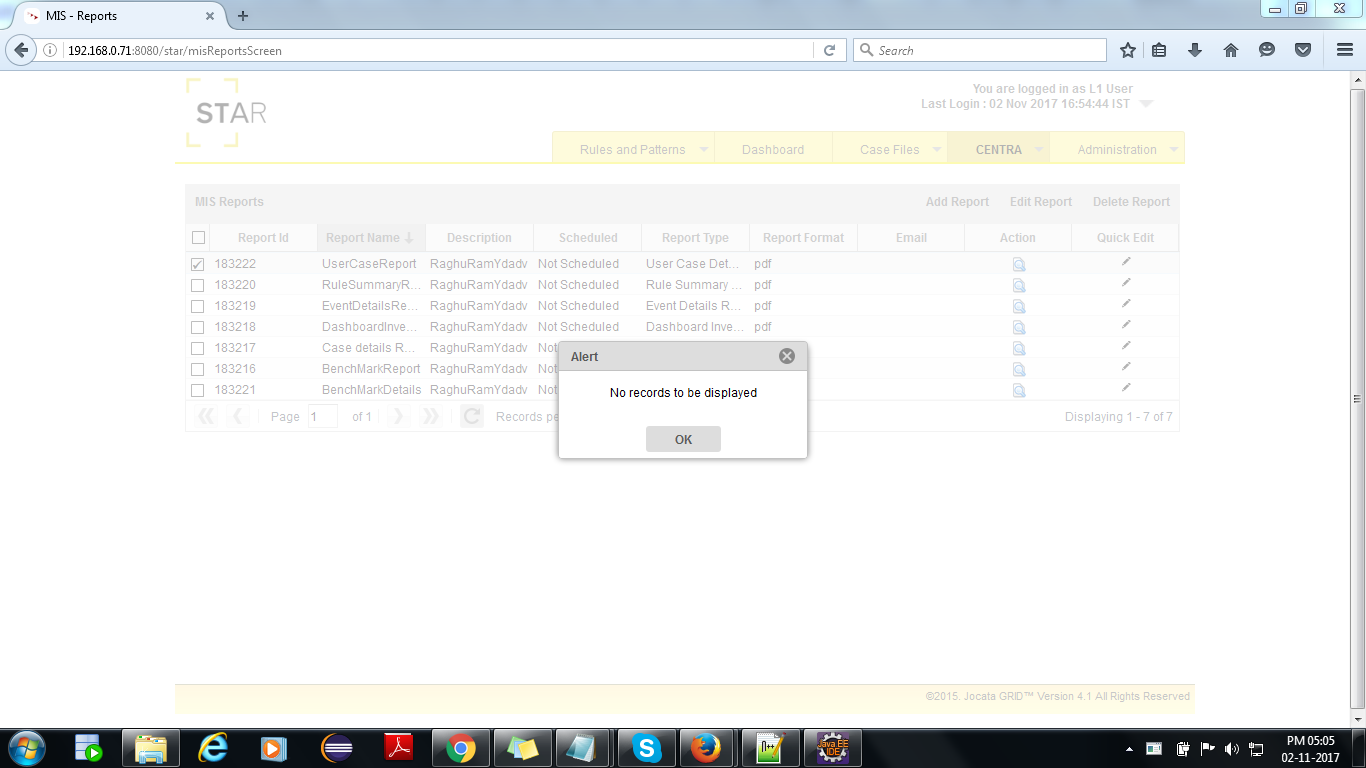 MIS - Reports
192.168.0.71:8080/star/misReportsScreen
Search
STAR
You are logged in as L1 User
Last Login : 02 Nov 2017 16:54:44 IST
Rules and Patterns Dashboard Case Files CENTRA Administration
MIS Reports Add Report Edit Report Delete Report
Report Id Report Name Description Scheduled Report Type Report Format Email Action Quick Edit
183222 UserCaseReport RaghuRamYdadv Not Scheduled User Case Det... pdf
183220 RuleSummaryR... RaghuRamYdadv Not Scheduled Rule Summary ... pdf
183219 EventDetailsRe... RaghuRamYdadv Not Scheduled Event Details R... pdf
183218 DashboardInve... RaghuRamYdadv Not Scheduled Dashboard Inve... pdf
183217 Case details R... RaghuRamYdadv Not
183216 BenchMarkReport RaghuRamYdadv Not
183221 BenchMarkDetails RaghuRamYdadv Not
Alert
No records to be displayed
OK
Page 1 of 1 Records pe Displaying 1 - 7 of 7
©2015. Jocata GRID™ Version 4.1 All Rights Reserved
Java EE
IDE
PM 05:05
02-11-2017